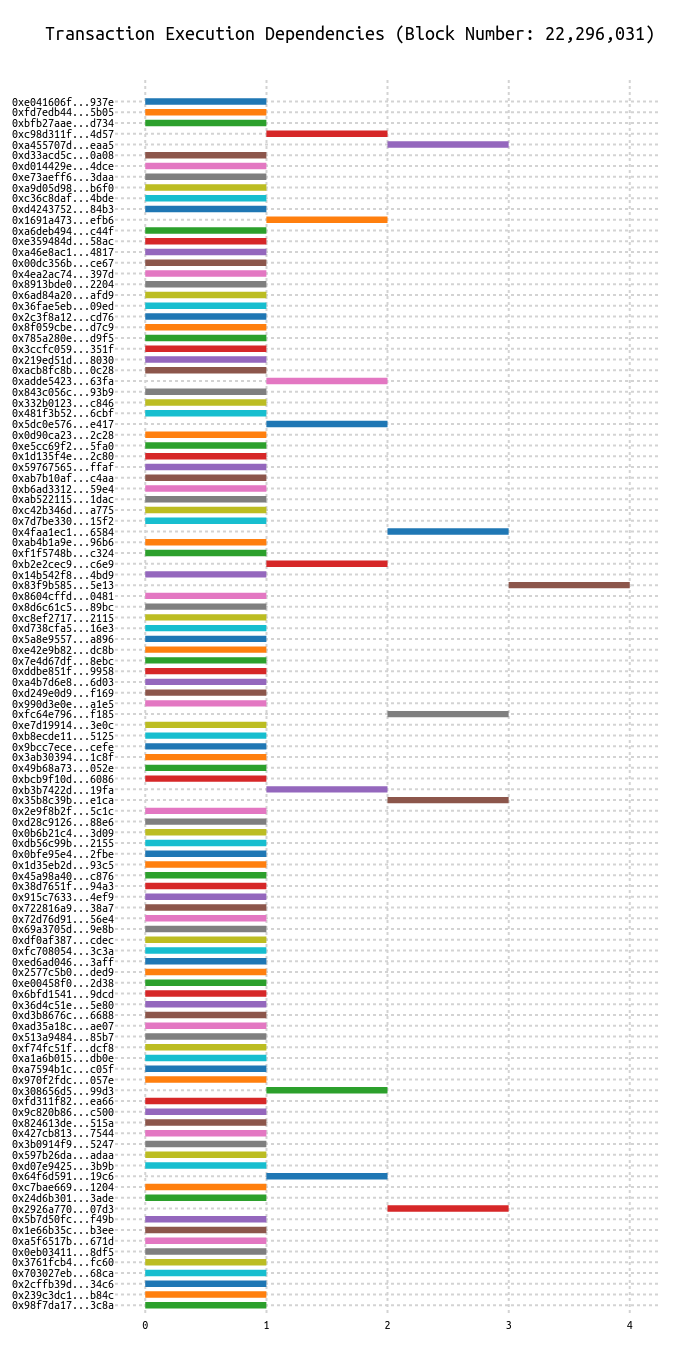 Transaction Execution Dependencies (Block Number: 22,296,031)
0xe041606f...937e
0xfd7edb44...5b05
0xbfb27aae...d734
0xc98d311f...4d57
0xa455707d...eaa5
0xd33acd5c...0a08
0xd014429e...4dce
0xe73aeff6...3daa
0xa9d05d98...b6f0
0xc36c8daf...4bde
0xd4243752...84b3
0x1691a473...efb6
0xa6deb494...c44f
0xe359484d...58ac
0xa46e8ac1...4817
0x00dc356b...ce67
0x4ea2ac74...397d
0x8913bde0...2204
0x6ad84a20...afd9
0x36fae5eb...09ed
0x2c3f8a12...cd76
0x8f059cbe...d7c9
0x785a280e...d9f5
0x3ccfc059...351f
0x219ed51d...8030
0xacb8fc8b...0c28
0xadde5423...63fa
0x843c056c...93b9
0x332b0123...c846
0x481f3b52...6cbf
0x5dc0e576...e417
0x0d90ca23...2c28
0xe5cc69f2...5fa0
0x1d135f4e...2c80
0x59767565...ffaf
0xab7b10af...c4aa
0xb6ad3312...59e4
0xab522115...1dac
0xc42b346d...a775
0x7d7be330...15f2
0x4faa1ec1...6584
0xab4b1a9e...96b6
0xf1f5748b...c324
0xb2e2cec9...c6e9
0x14b542f8...4bd9
0x83f9b585...5e13
0x8604cffd...0481
0x8d6c61c5...89bc
0xc8ef2717...2115
0xd738cfa5...16e3
0x5a8e9557...a896
0xe42e9b82...dc8b
0x7e4d67df...8ebc
0xddbe851f...9958
0xa4b7d6e8...6d03
0xd249e0d9...f169
0x990d3e0e...a1e5
0xfc64e796...f185
0xe7d19914...3e0c
0xb8ecde11...5125
0x9bcc7ece...cefe
0x3ab30394...1c8f
0x49b68a73...052e
0xbcb9f10d...6086
0xb3b7422d...19fa
0x35b8c39b...e1ca
0x2e9f8b2f...5c1c
0xd28c9126...88e6
0x0b6b21c4...3d09
0xdb56c99b...2155
0x0bfe95e4...2fbe
0x1d35eb2d...93c5
0x45a98a40...c876
0x38d7651f...94a3
0x915c7633...4ef9
0x722816a9...38a7
0x72d76d91...56e4
0x69a3705d...9e8b
0xdf0af387...cdec
0xfc708054...3c3a
0xed6ad046...3aff
0x2577c5b0...ded9
0xe00458f0...2d38
0x6bfd1541...9dcd
0x36d4c51e...5e80
0xd3b8676c...6688
0xad35a18c...ae07
0x513a9484...85b7
0xf74fc51f...dcf8
0xa1a6b015...db0e
0xa7594b1c...c05f
0x970f2fdc...057e
0x308656d5...99d3
0xfd311f82...ea66
0x9c820b86...c500
0x824613de...515a
0x427cb813...7544
0x3b0914f9...5247
0x597b26da...adaa
0xd07e9425...3b9b
0x64f6d591...19c6
0xc7bae669...1204
0x24d6b301...3ade
0x2926a770...07d3
0x5b7d50fc...f49b
0x1e66b35c...b3ee
0xa5f6517b...671d
0x0eb03411...8df5
0x3761fcb4...fc60
0x703027eb...68ca
0x2cffb39d...34c6
0x239c3dc1...b84c
0x98f7da17...3c8a
0 1 2 3 4